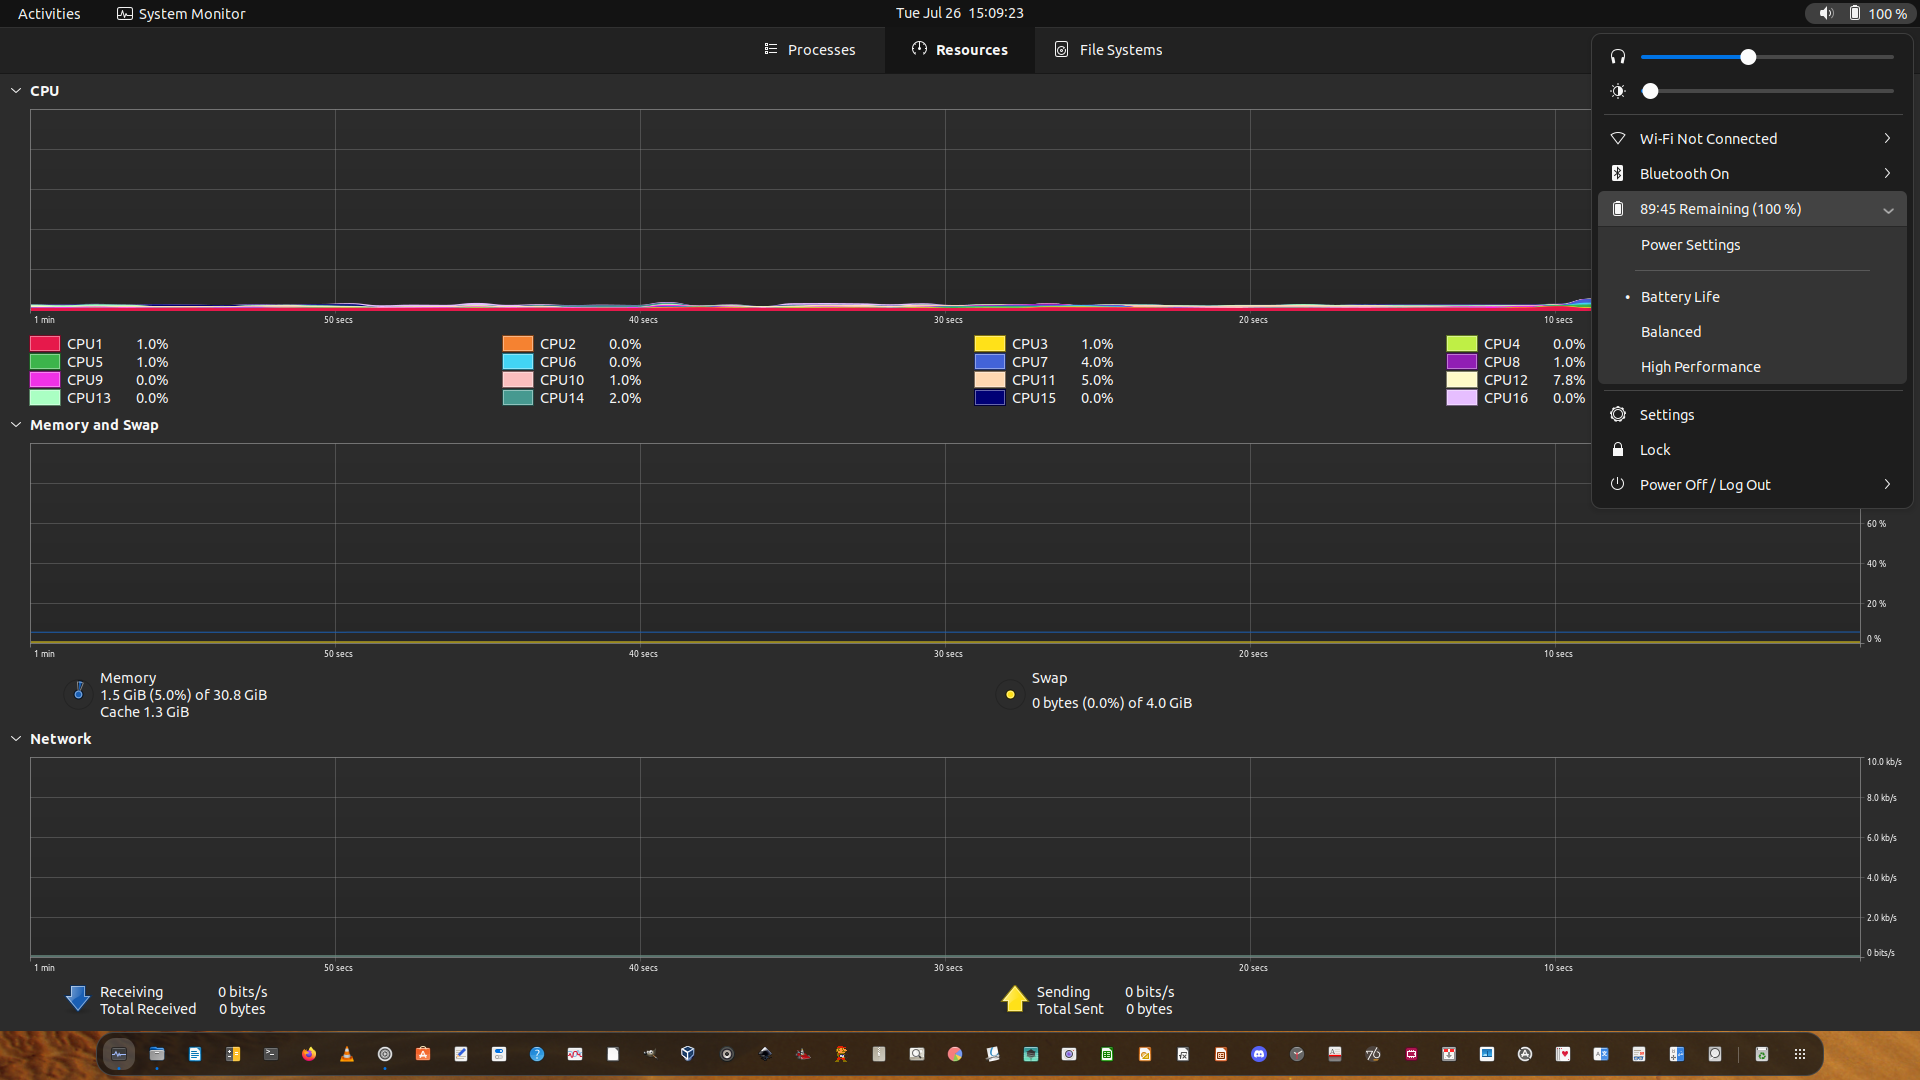 Activities
System Monitor
Tue Jul 26 15:09:23
100 %
Processes
Resources
File Systems
CPU
1 min
50 secs
40 secs
30 secs
20 secs
10 secs
CPU1 1.0%
CPU2 0.0%
CPU3 1.0%
CPU4 0.0%
CPU5 1.0%
CPU6 0.0%
CPU7 4.0%
CPU8 1.0%
CPU9 0.0%
CPU10 1.0%
CPU11 5.0%
CPU12 7.8%
CPU13 0.0%
CPU14 2.0%
CPU15 0.0%
CPU16 0.0%
Wi-Fi Not Connected
Bluetooth On
89:45 Remaining (100 %)
Power Settings
• Battery Life
Balanced
High Performance
Settings
Lock
Power Off / Log Out
Memory and Swap
60 %
40 %
20 %
0 %
1 min
50 secs
40 secs
30 secs
20 secs
10 secs
Memory
1.5 GiB (5.0%) of 30.8 GiB
Cache 1.3 GiB
Swap
0 bytes (0.0%) of 4.0 GiB
Network
10.0 kb/s
8.0 kb/s
6.0 kb/s
4.0 kb/s
2.0 kb/s
0 bits/s
1 min
50 secs
40 secs
30 secs
20 secs
10 secs
Receiving 0 bits/s
Total Received 0 bytes
Sending 0 bits/s
Total Sent 0 bytes